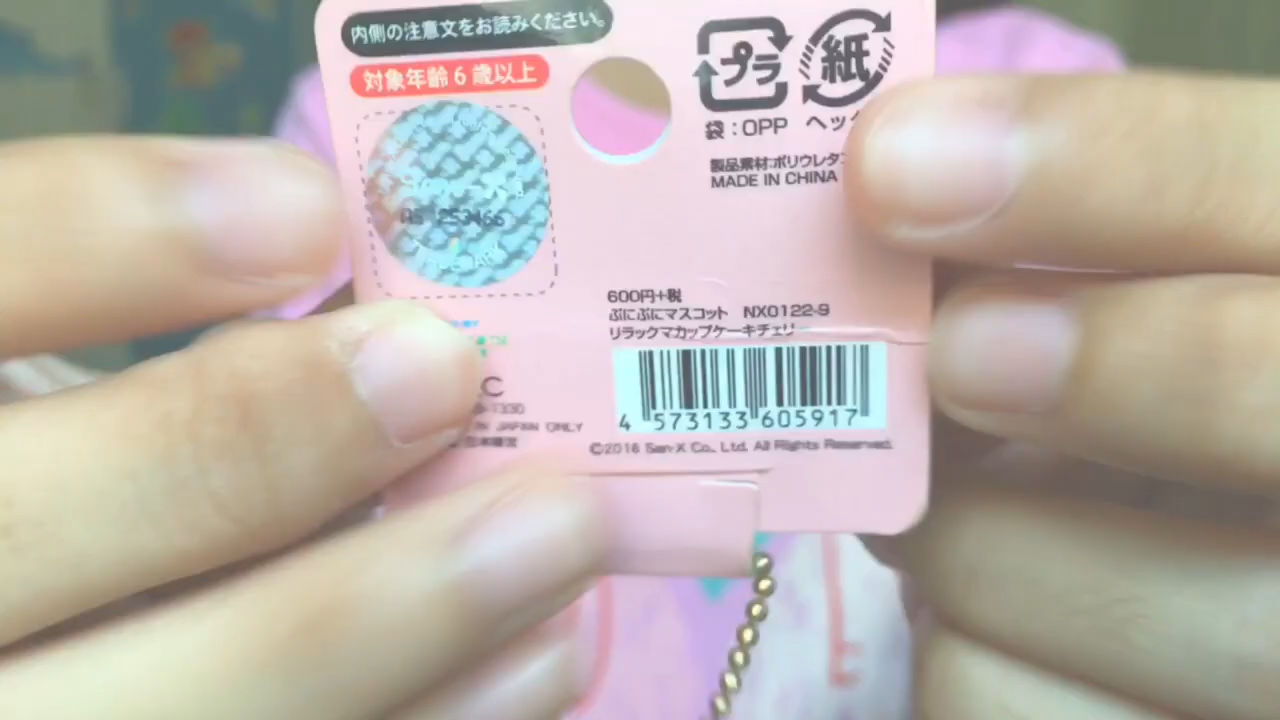 内側の注意文をお読みください。
対象年齢6歳以上
プラ 紙
袋:OPP ヘッ
製品素材:ポリウレタ
MADE IN CHINA
A6 253466
600円+税
ぷにぷにマスコット NX0122-9
リラックマカップケーキチェリー
4 573133 605917
IN JAPAN ONLY
©2016 San-X Co., Ltd. All Rights Reserved.